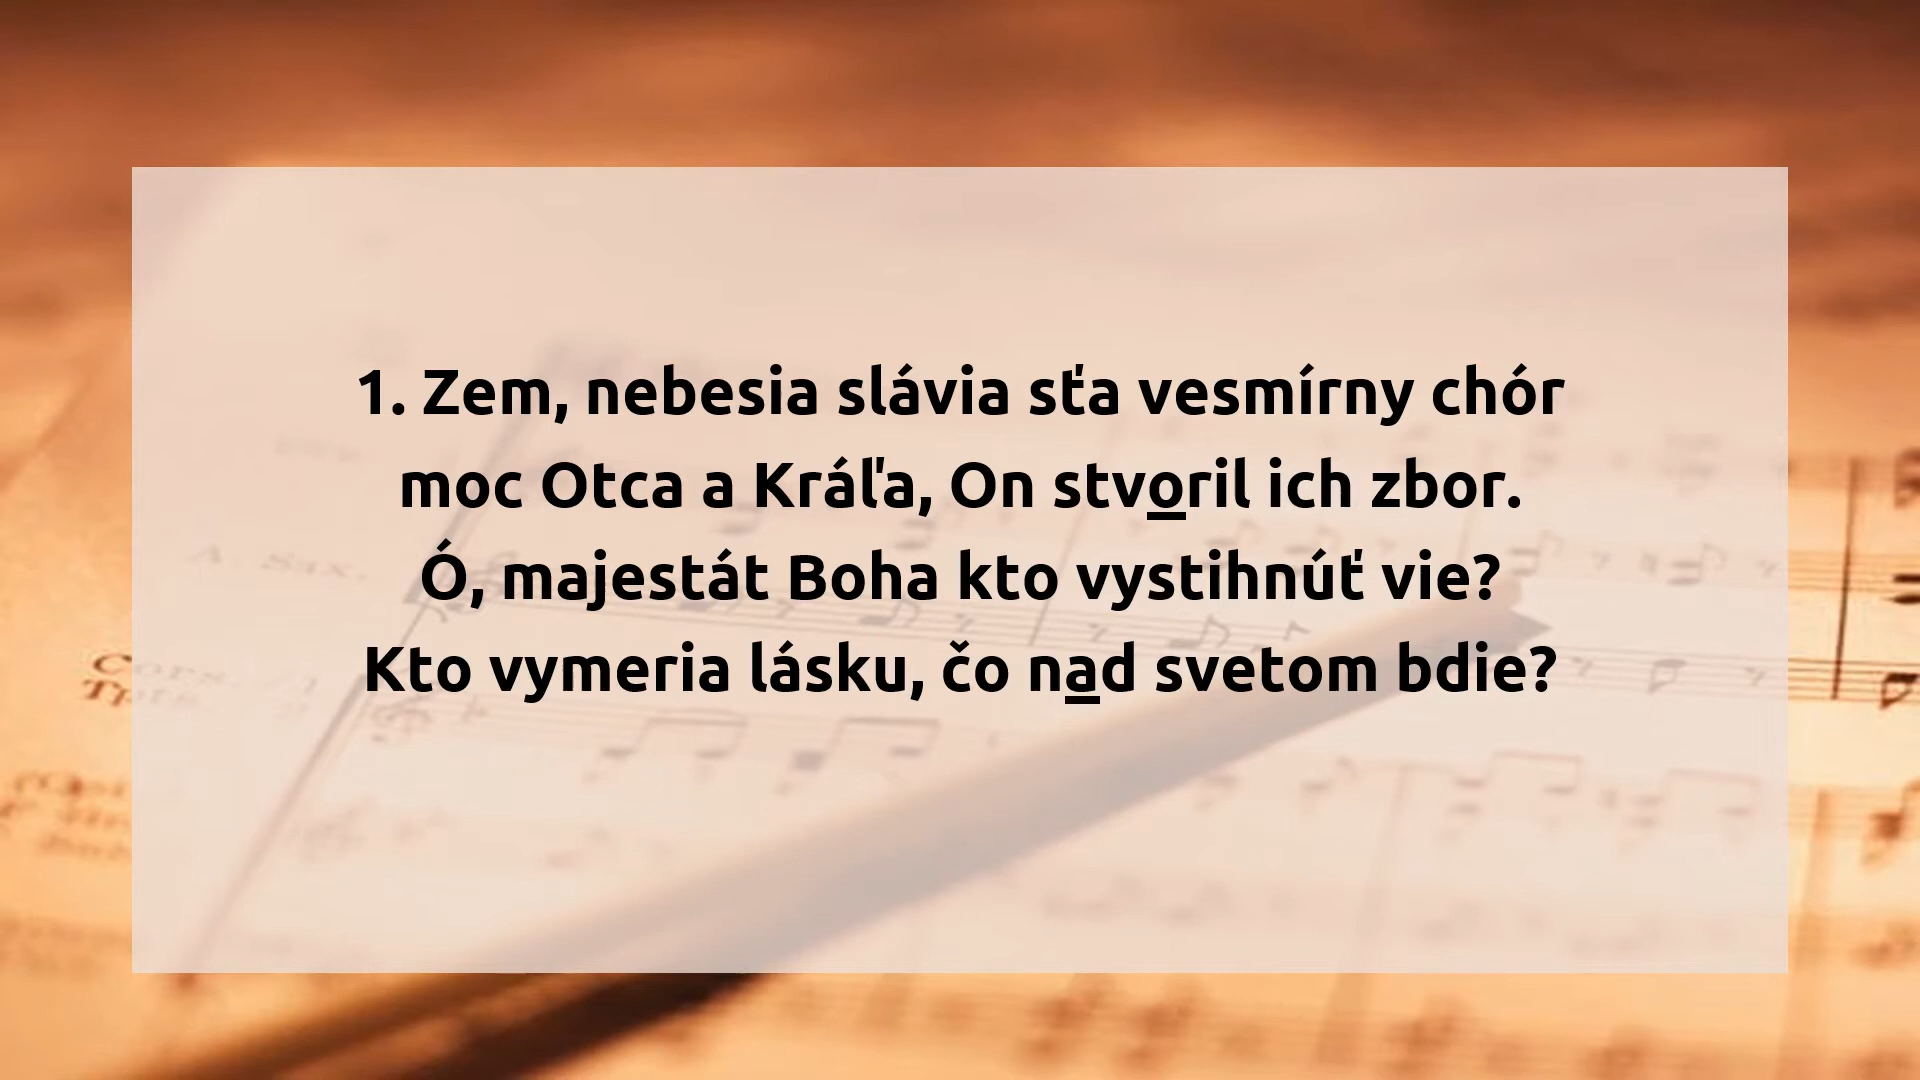 1. Zem, nebesia slávia sťa vesmírny chór
moc Otca a Kráľa, On stvoril ich zbor.
Ó, majestát Boha kto vystihnúť vie?
Kto vymeria lásku, čo nad svetom bdie?
A. Sax.